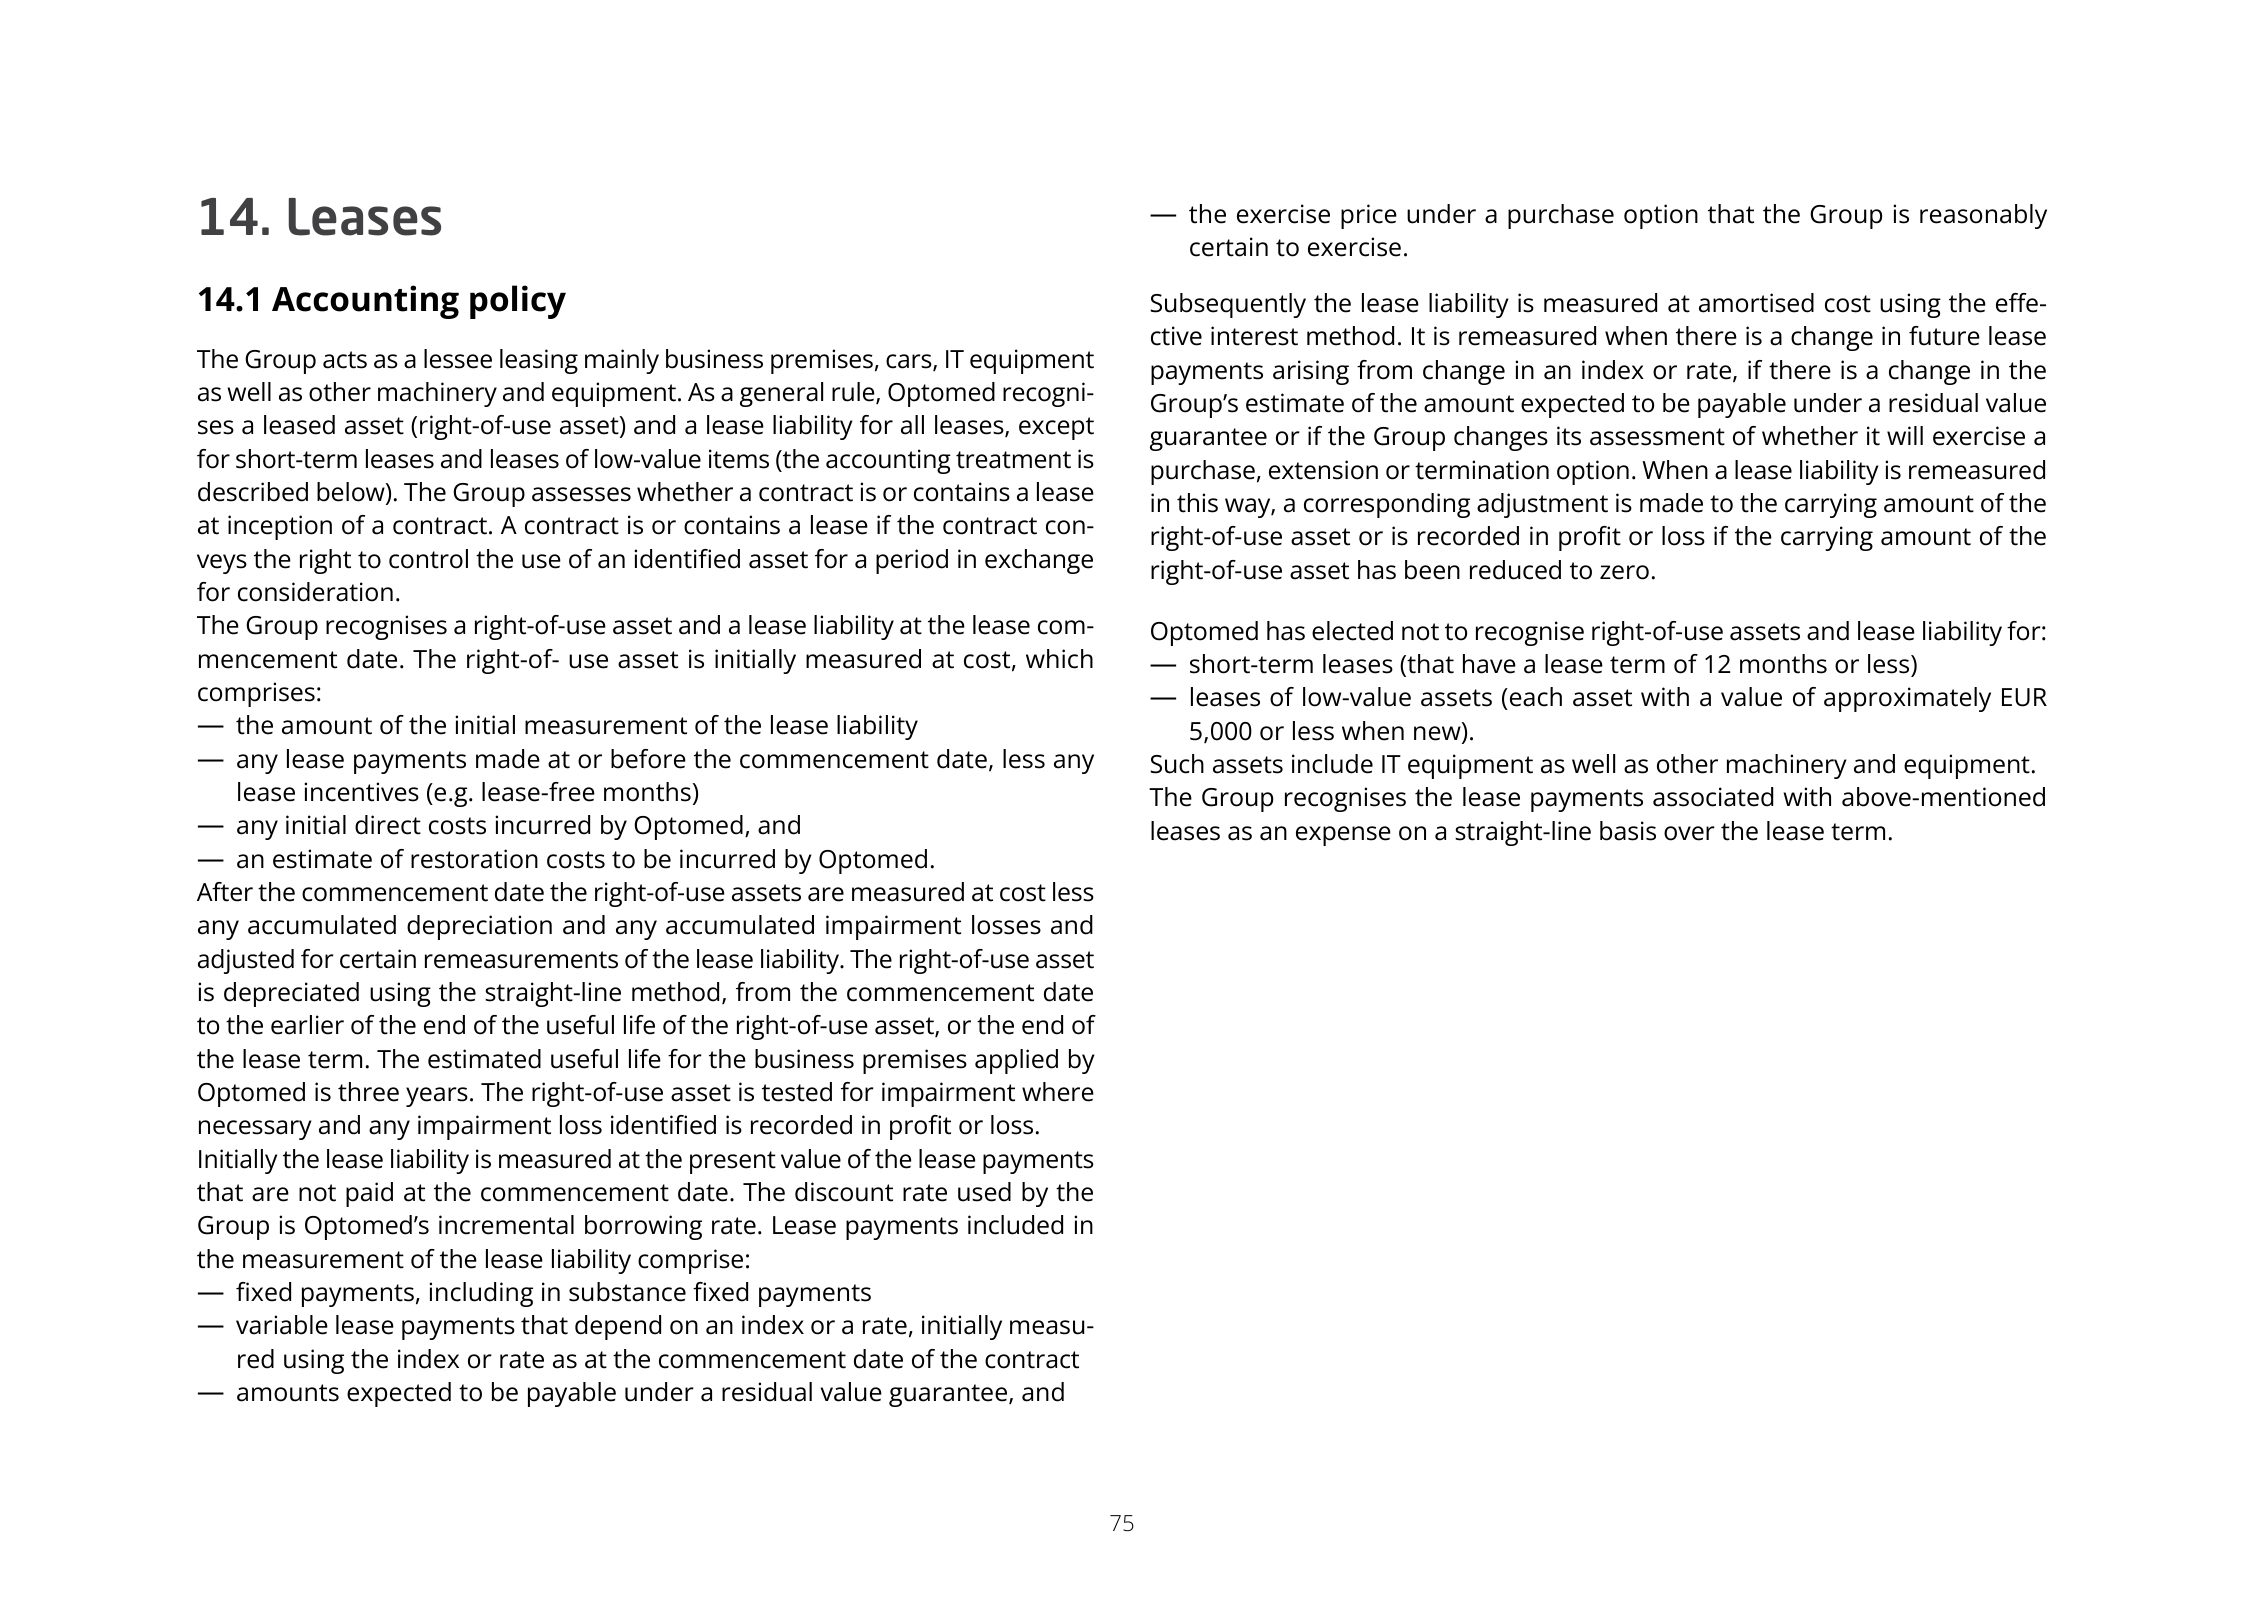 14. Leases
14.1 Accounting policy
The Group acts as a lessee leasing mainly business premises, cars, IT equipment
as well as other machinery and equipment. As a general rule, Optomed recogni-
ses a leased asset (right-of-use asset) and a lease liability for all leases, except
for short-term leases and leases of low-value items (the accounting treatment is
described below). The Group assesses whether a contract is or contains a lease
at inception of a contract. A contract is or contains a lease if the contract con-
veys the right to control the use of an identified asset for a period in exchange
for consideration.
The Group recognises a right-of-use asset and a lease liability at the lease com-
mencement date. The right-of- use asset is initially measured at cost, which
comprises:
— the amount of the initial measurement of the lease liability
— any lease payments made at or before the commencement date, less any
lease incentives (e.g. lease-free months)
— any initial direct costs incurred by Optomed, and
— an estimate of restoration costs to be incurred by Optomed.
After the commencement date the right-of-use assets are measured at cost less
any accumulated depreciation and any accumulated impairment losses and
adjusted for certain remeasurements of the lease liability. The right-of-use asset
is depreciated using the straight-line method, from the commencement date
to the earlier of the end of the useful life of the right-of-use asset, or the end of
the lease term. The estimated useful life for the business premises applied by
Optomed is three years. The right-of-use asset is tested for impairment where
necessary and any impairment loss identified is recorded in profit or loss.
Initially the lease liability is measured at the present value of the lease payments
that are not paid at the commencement date. The discount rate used by the
Group is Optomed’s incremental borrowing rate. Lease payments included in
the measurement of the lease liability comprise:
— fixed payments, including in substance fixed payments
— variable lease payments that depend on an index or a rate, initially measu-
red using the index or rate as at the commencement date of the contract
— amounts expected to be payable under a residual value guarantee, and
— the exercise price under a purchase option that the Group is reasonably
certain to exercise.
Subsequently the lease liability is measured at amortised cost using the effe-
ctive interest method. It is remeasured when there is a change in future lease
payments arising from change in an index or rate, if there is a change in the
Group’s estimate of the amount expected to be payable under a residual value
guarantee or if the Group changes its assessment of whether it will exercise a
purchase, extension or termination option. When a lease liability is remeasured
in this way, a corresponding adjustment is made to the carrying amount of the
right-of-use asset or is recorded in profit or loss if the carrying amount of the
right-of-use asset has been reduced to zero.
Optomed has elected not to recognise right-of-use assets and lease liability for:
— short-term leases (that have a lease term of 12 months or less)
— leases of low-value assets (each asset with a value of approximately EUR
5,000 or less when new).
Such assets include IT equipment as well as other machinery and equipment.
The Group recognises the lease payments associated with above-mentioned
leases as an expense on a straight-line basis over the lease term.
75